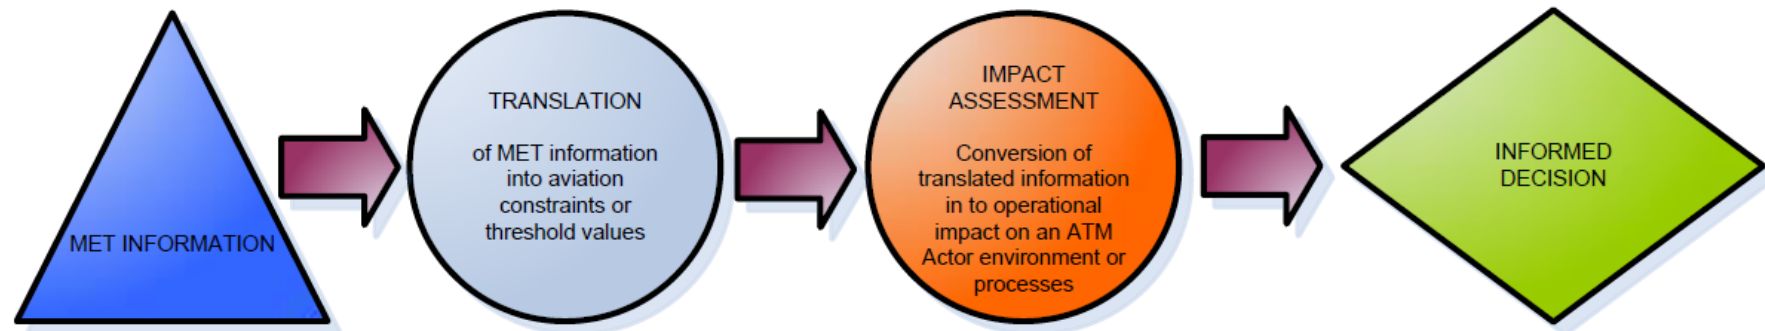 MET INFORMATION
TRANSLATION
of MET information
into aviation
constraints or
threshold values
IMPACT
ASSESSMENT
Conversion of
translated information
in to operational
impact on an ATM
Actor environment or
processes
INFORMED
DECISION